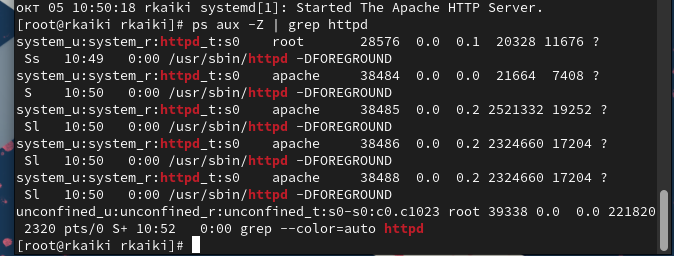 окт 05 10:50:18 rkaiki systemd[1]: Started The Apache HTTP Server.
[root@rkaiki rkaiki]# ps aux -Z | grep httpd
system_u:system_r:httpd_t:s0    root       28576  0.0  0.1  20328 11676 ?
 Ss   10:49   0:00 /usr/sbin/httpd -DFOREGROUND
system_u:system_r:httpd_t:s0    apache     38484  0.0  0.0  21664  7408 ?
 S    10:50   0:00 /usr/sbin/httpd -DFOREGROUND
system_u:system_r:httpd_t:s0    apache     38485  0.0  0.2 2521332 19252 ?
 Sl   10:50   0:00 /usr/sbin/httpd -DFOREGROUND
system_u:system_r:httpd_t:s0    apache     38486  0.0  0.2 2324660 17204 ?
 Sl   10:50   0:00 /usr/sbin/httpd -DFOREGROUND
system_u:system_r:httpd_t:s0    apache     38488  0.0  0.2 2324660 17204 ?
 Sl   10:50   0:00 /usr/sbin/httpd -DFOREGROUND
unconfined_u:unconfined_r:unconfined_t:s0-s0:c0.c1023 root 39338 0.0  0.0 221820
 2320 pts/0 S+ 10:52   0:00 grep --color=auto httpd
[root@rkaiki rkaiki]#